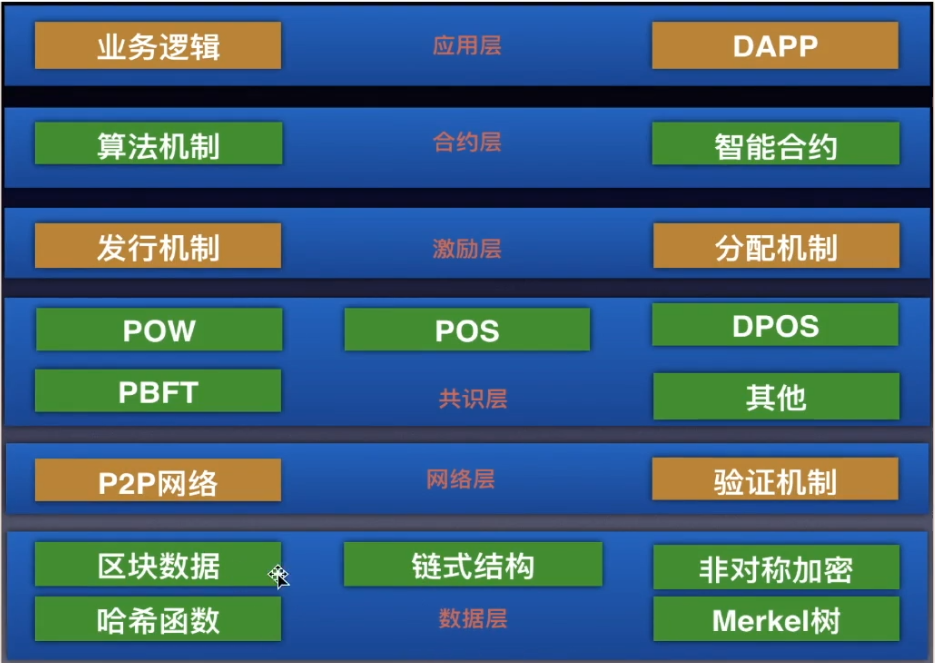 业务逻辑 应用层 DAPP
算法机制 合约层 智能合约
发行机制 激励层 分配机制
POW POS DPOS
PBFT 共识层 其他
P2P网络 网络层 验证机制
区块数据 链式结构 非对称加密
哈希函数 数据层 Merkel树